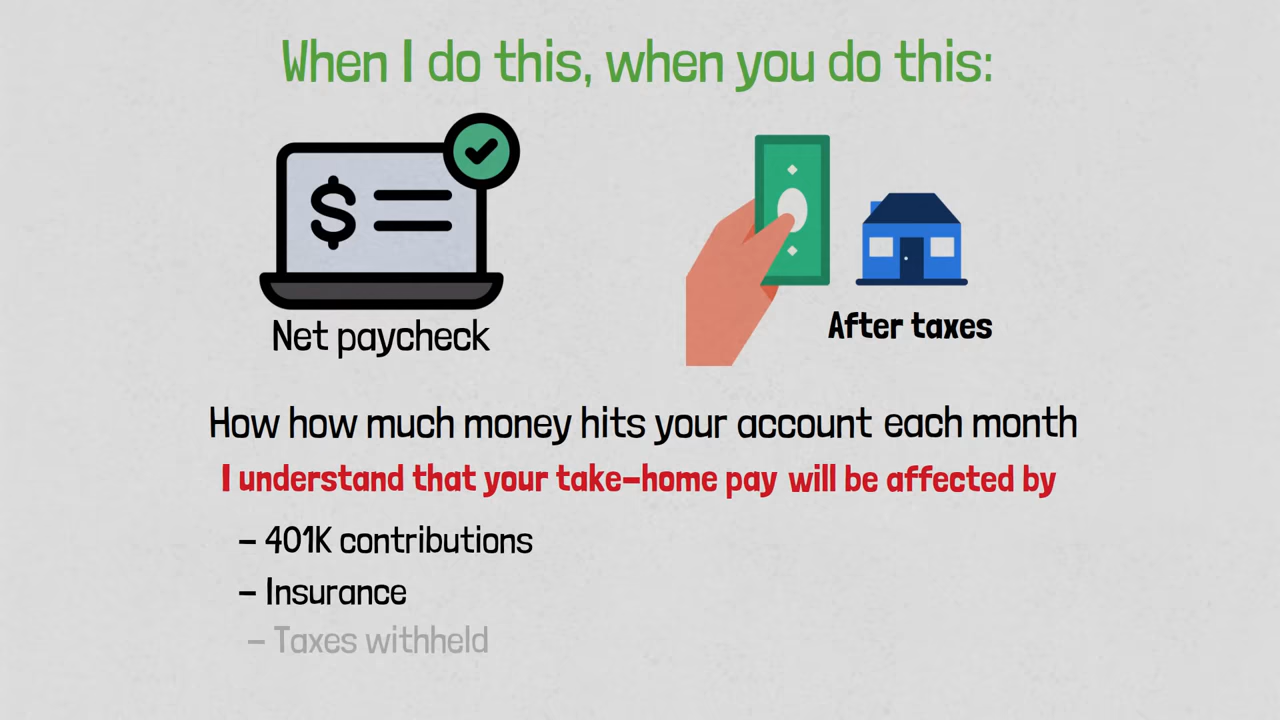 When I do this, when you do this:
$
Net paycheck
After taxes
How how much money hits your account each month
I understand that your take-home pay will be affected by
- 401K contributions
- Insurance
- Taxes withheld